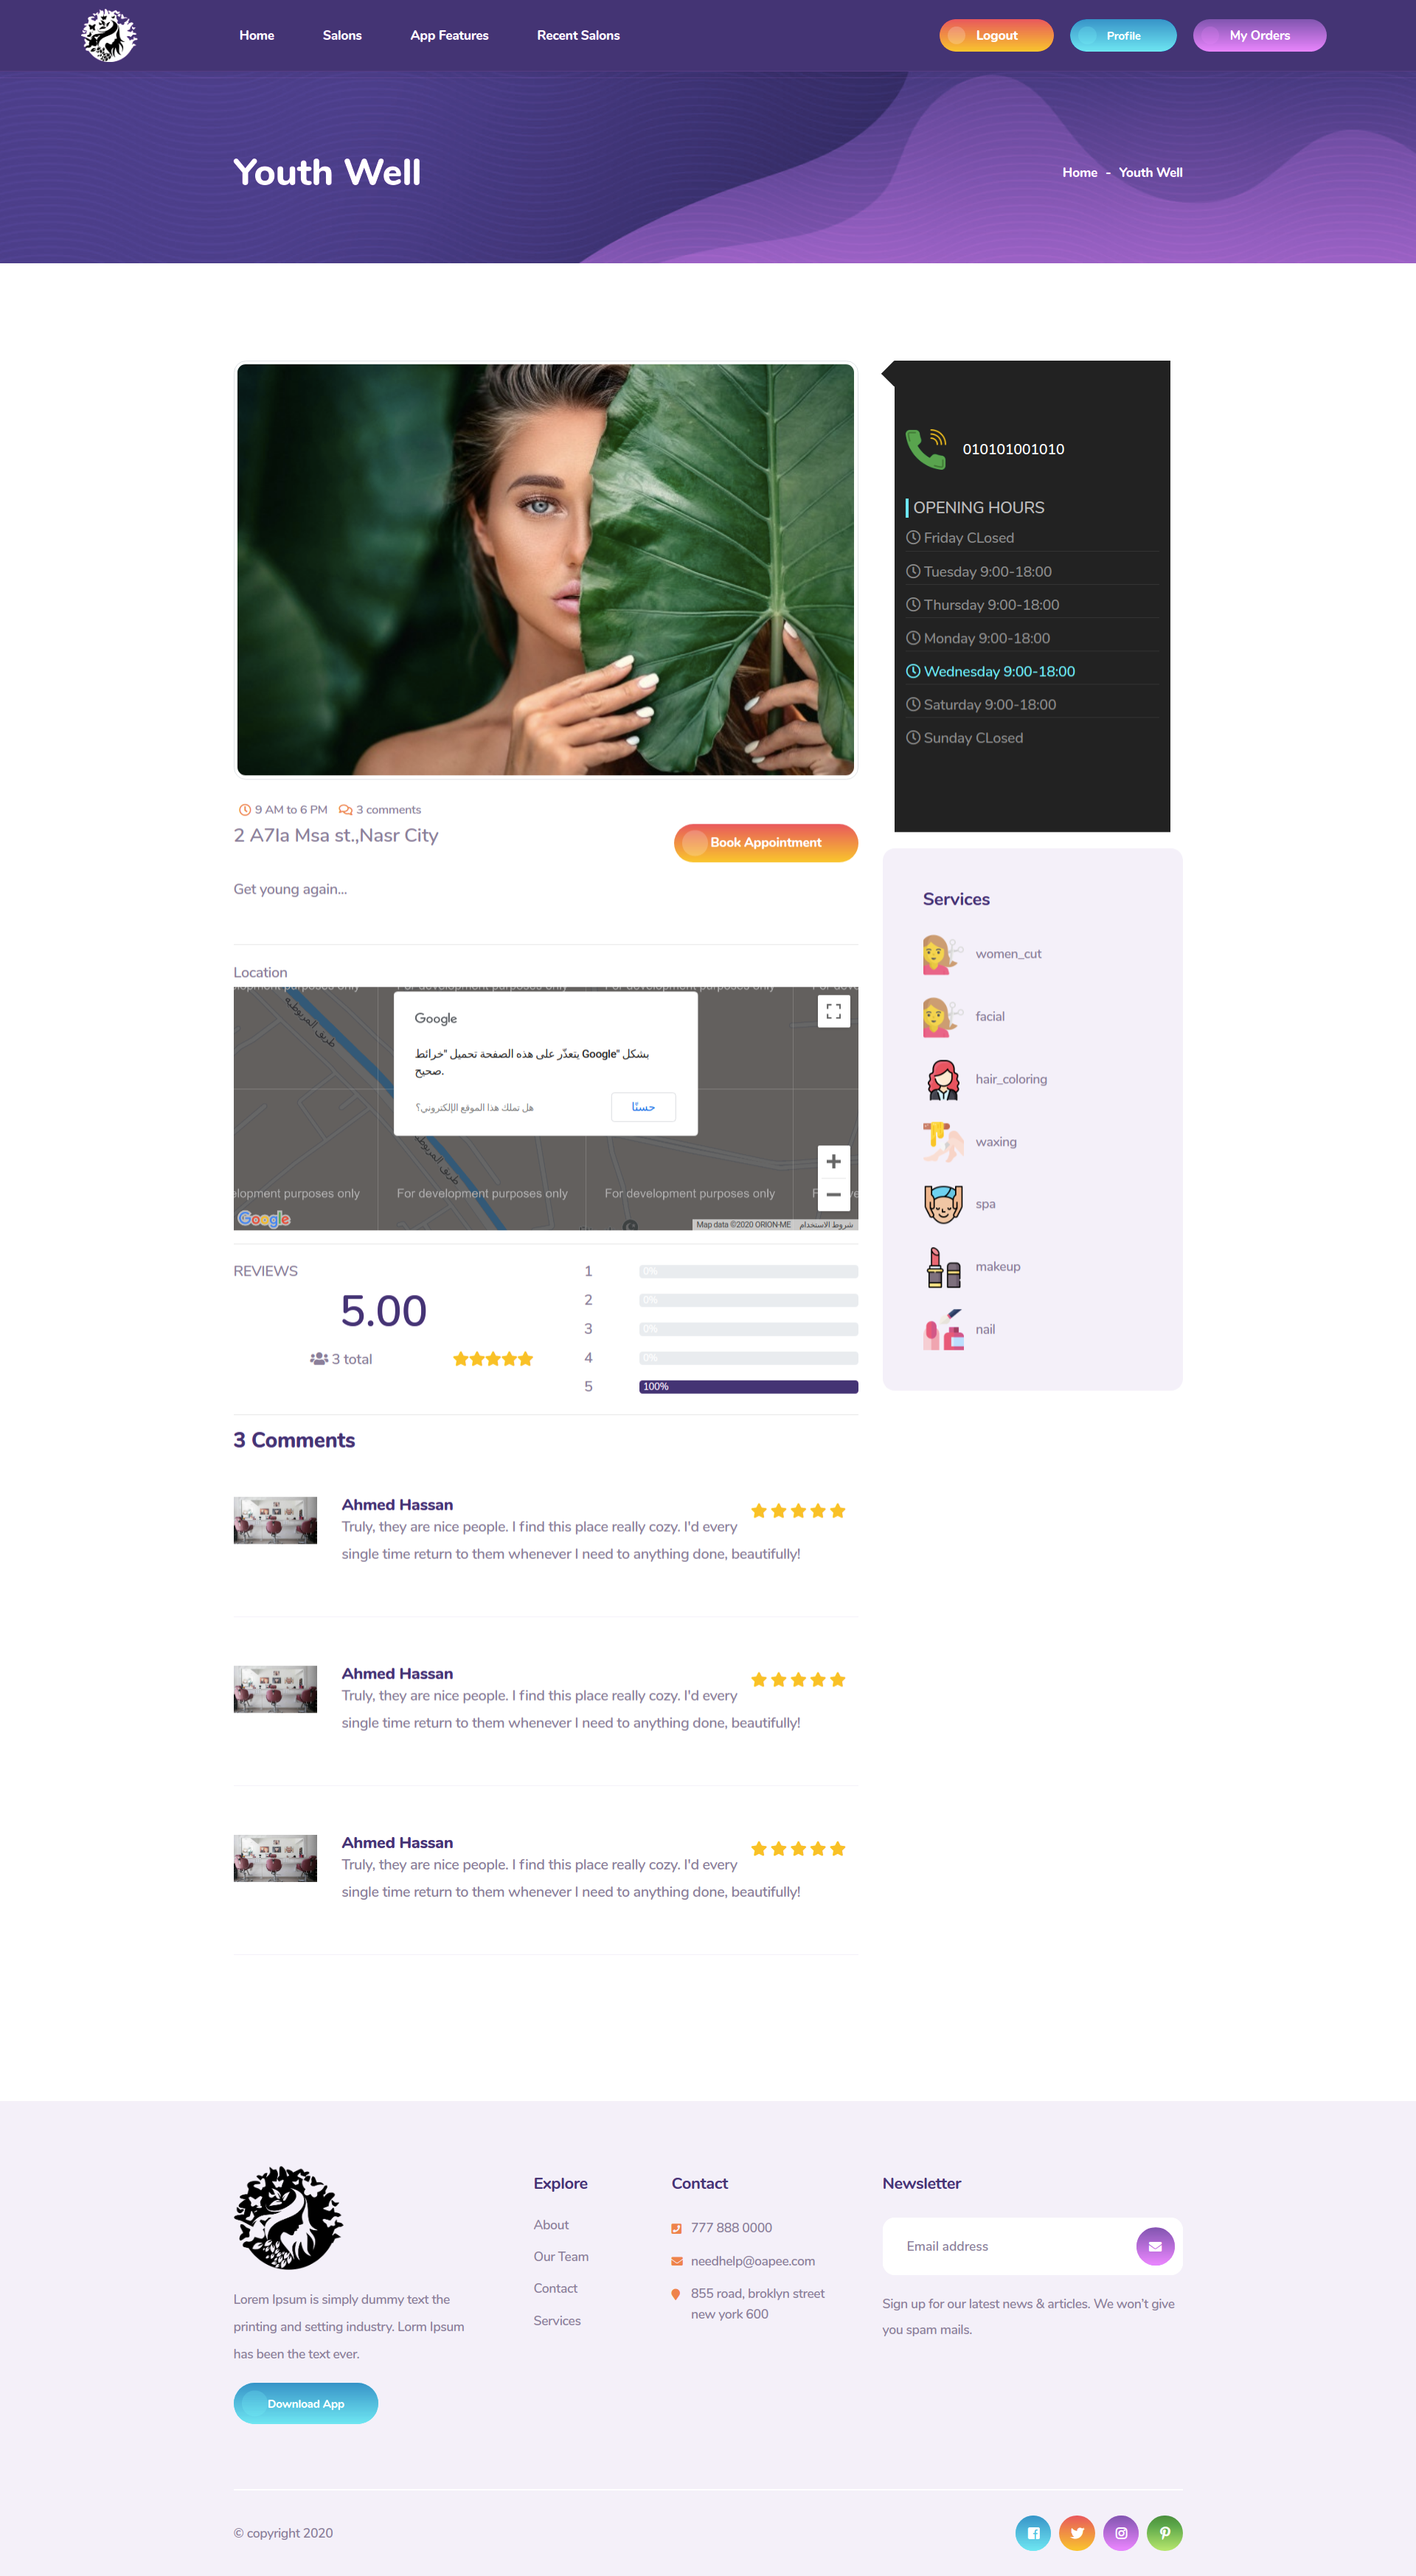 Home Salons App Features Recent Salons Logout Profile My Orders
Youth Well
Home - Youth Well
010101001010
OPENING HOURS
Friday CLosed
Tuesday 9:00-18:00
Thursday 9:00-18:00
Monday 9:00-18:00
Wednesday 9:00-18:00
Saturday 9:00-18:00
Sunday CLosed
9 AM to 6 PM 3 comments
2 A7la Msa st.,Nasr City
Book Appointment
Get young again...
Services
women_cut
facial
hair_coloring
waxing
spa
makeup
nail
Location
طريق المريوطيه
Google
يتعذّر على هذه الصفحة تحميل "خرائط Google" بشكل
صحيح.
هل تملك هذا الموقع الإلكتروني؟ حسنًا
For development purposes only For development purposes only
Google
Map data ©2020 ORION-ME شروط الاستخدام
REVIEWS
5.00
3 total
1 0%
2 0%
3 0%
4 0%
5 100%
3 Comments
Ahmed Hassan
Truly, they are nice people. I find this place really cozy. I'd every
single time return to them whenever I need to anything done, beautifully!
Ahmed Hassan
Truly, they are nice people. I find this place really cozy. I'd every
single time return to them whenever I need to anything done, beautifully!
Ahmed Hassan
Truly, they are nice people. I find this place really cozy. I'd every
single time return to them whenever I need to anything done, beautifully!
Lorem Ipsum is simply dummy text the
printing and setting industry. Lorm Ipsum
has been the text ever.
Download App
Explore
About
Our Team
Contact
Services
Contact
777 888 0000
needhelp@oapee.com
855 road, broklyn street
new york 600
Newsletter
Email address
Sign up for our latest news & articles. We won't give
you spam mails.
© copyright 2020